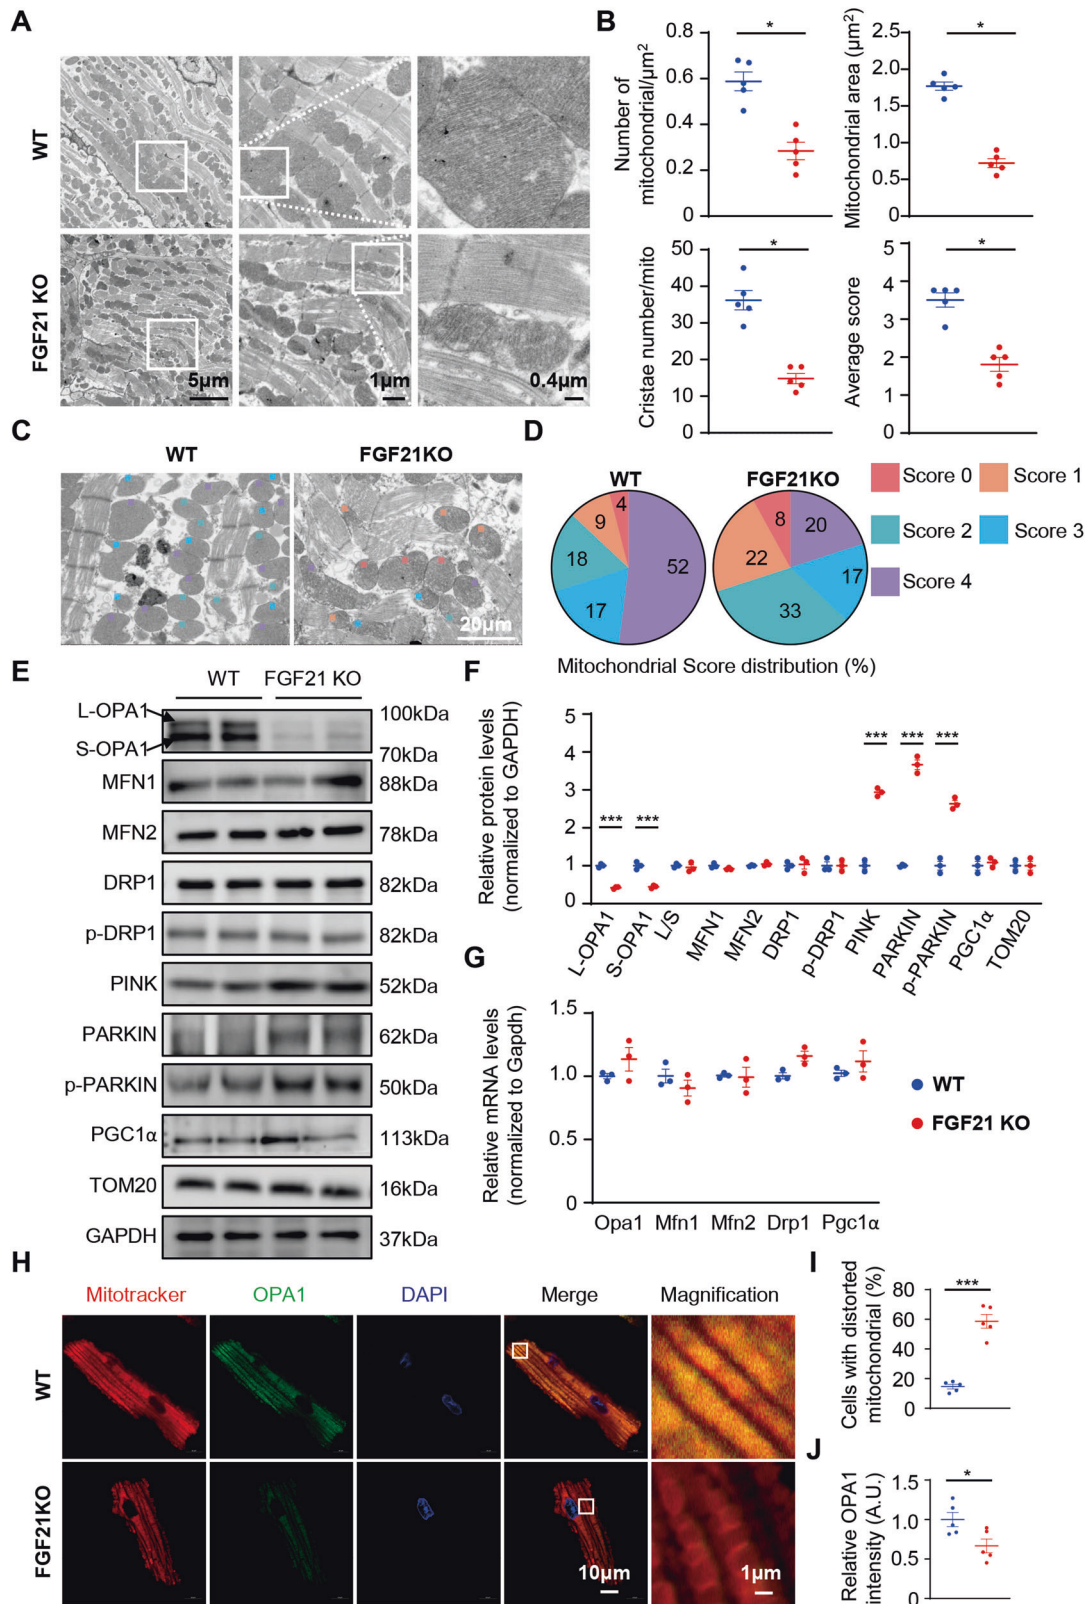 A
WT
FGF21 KO
5µm
1µm
0.4µm
B
Number of
mitochondrial/µm²
0.8
0.6
0.4
0.2
0
*
Mitochondrial area (µm²)
2.5
2.0
1.5
1.0
0.5
0
*
Cristae number/mito
50
40
30
20
10
0
*
Average score
5
4
3
2
1
0
*
C
WT
FGF21KO
20µm
D
WT
FGF21KO
4
9
18
17
52
8
20
22
17
33
Score 0
Score 1
Score 2
Score 3
Score 4
Mitochondrial Score distribution (%)
E
WT
FGF21 KO
L-OPA1
100kDa
S-OPA1
70kDa
MFN1
88kDa
MFN2
78kDa
DRP1
82kDa
p-DRP1
82kDa
PINK
52kDa
PARKIN
62kDa
p-PARKIN
50kDa
PGC1α
113kDa
TOM20
16kDa
GAPDH
37kDa
F
Relative protein levels
(normalized to GAPDH)
5
4
3
2
1
0
***
***
***
***
***
L-OPA1
S-OPA1
L/S
MFN1
MFN2
DRP1
p-DRP1
PINK
PARKIN
p-PARKIN
PGC1α
TOM20
G
Relative mRNA levels
(normalized to Gapdh)
1.5
1.0
0.5
0
Opa1
Mfn1
Mfn2
Drp1
Pgc1α
WT
FGF21 KO
H
Mitotracker
OPA1
DAPI
Merge
Magnification
WT
FGF21KO
10µm
1µm
I
Cells with distorted
mitochondrial (%)
80
60
40
20
0
***
J
Relative OPA1
intensity (A.U.)
1.5
1.0
0.5
0
*